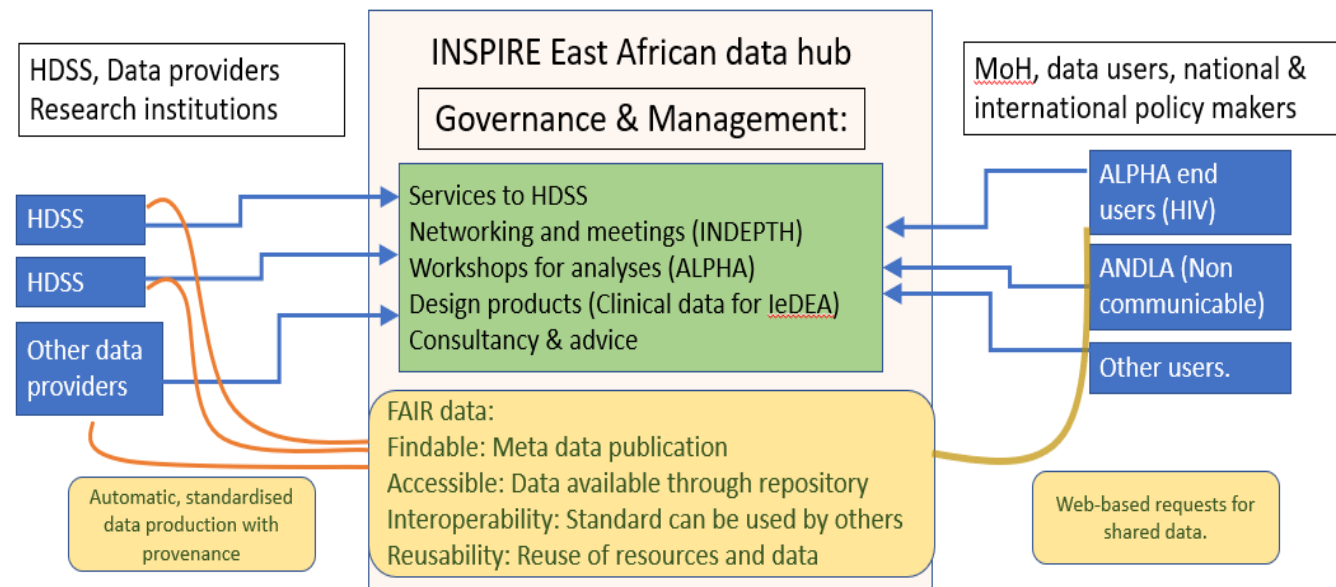 HDSS, Data providers
Research institutions
INSPIRE East African data hub
Governance & Management:
MoH, data users, national &
international policy makers
HDSS
HDSS
Other data
providers
Services to HDSS
Networking and meetings (INDEPTH)
Workshops for analyses (ALPHA)
Design products (Clinical data for IeDEA)
Consultancy & advice
ALPHA end
users (HIV)
ANDLA (Non
communicable)
Other users.
FAIR data:
Findable: Meta data publication
Accessible: Data available through repository
Interoperability: Standard can be used by others
Reusability: Reuse of resources and data
Automatic, standardised
data production with
provenance
Web-based requests for
shared data.